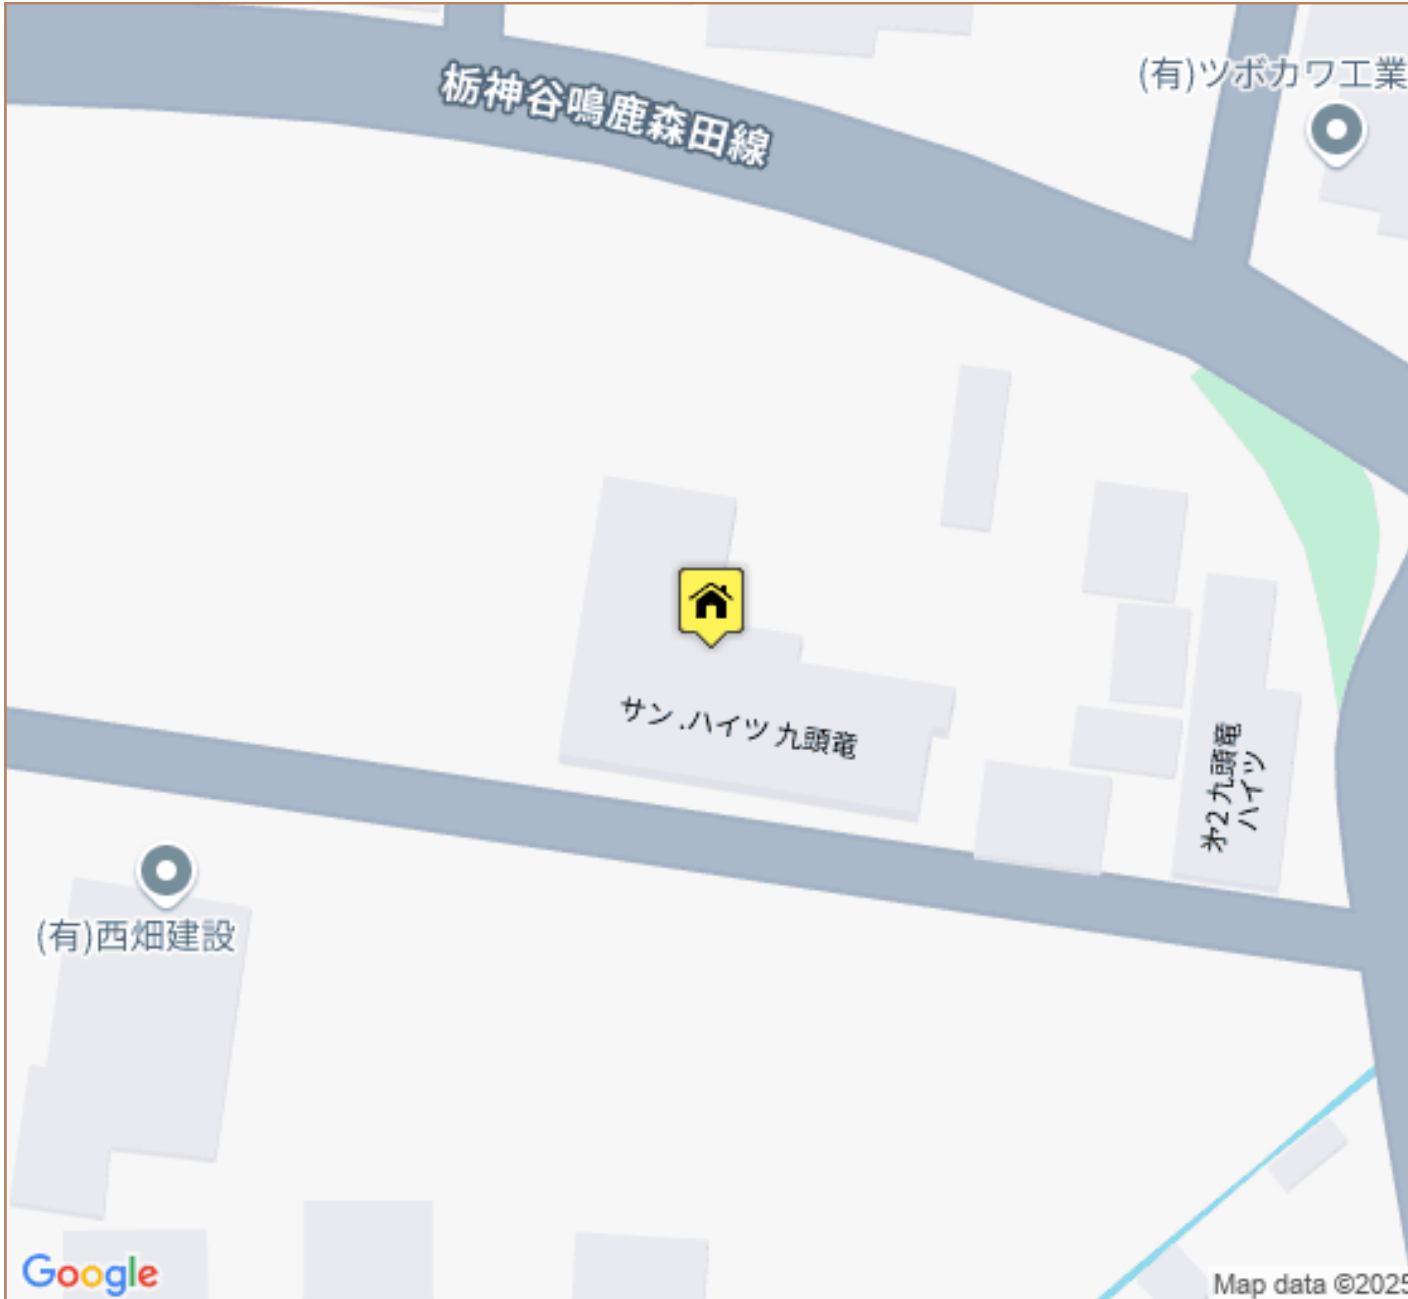 栃神谷鳴鹿森田線
(有)ツボカワ工業
サン.ハイツ 九頭竜
㐧2 九頭竜
ハイツ
(有)西畑建設
Google
Map data ©2025